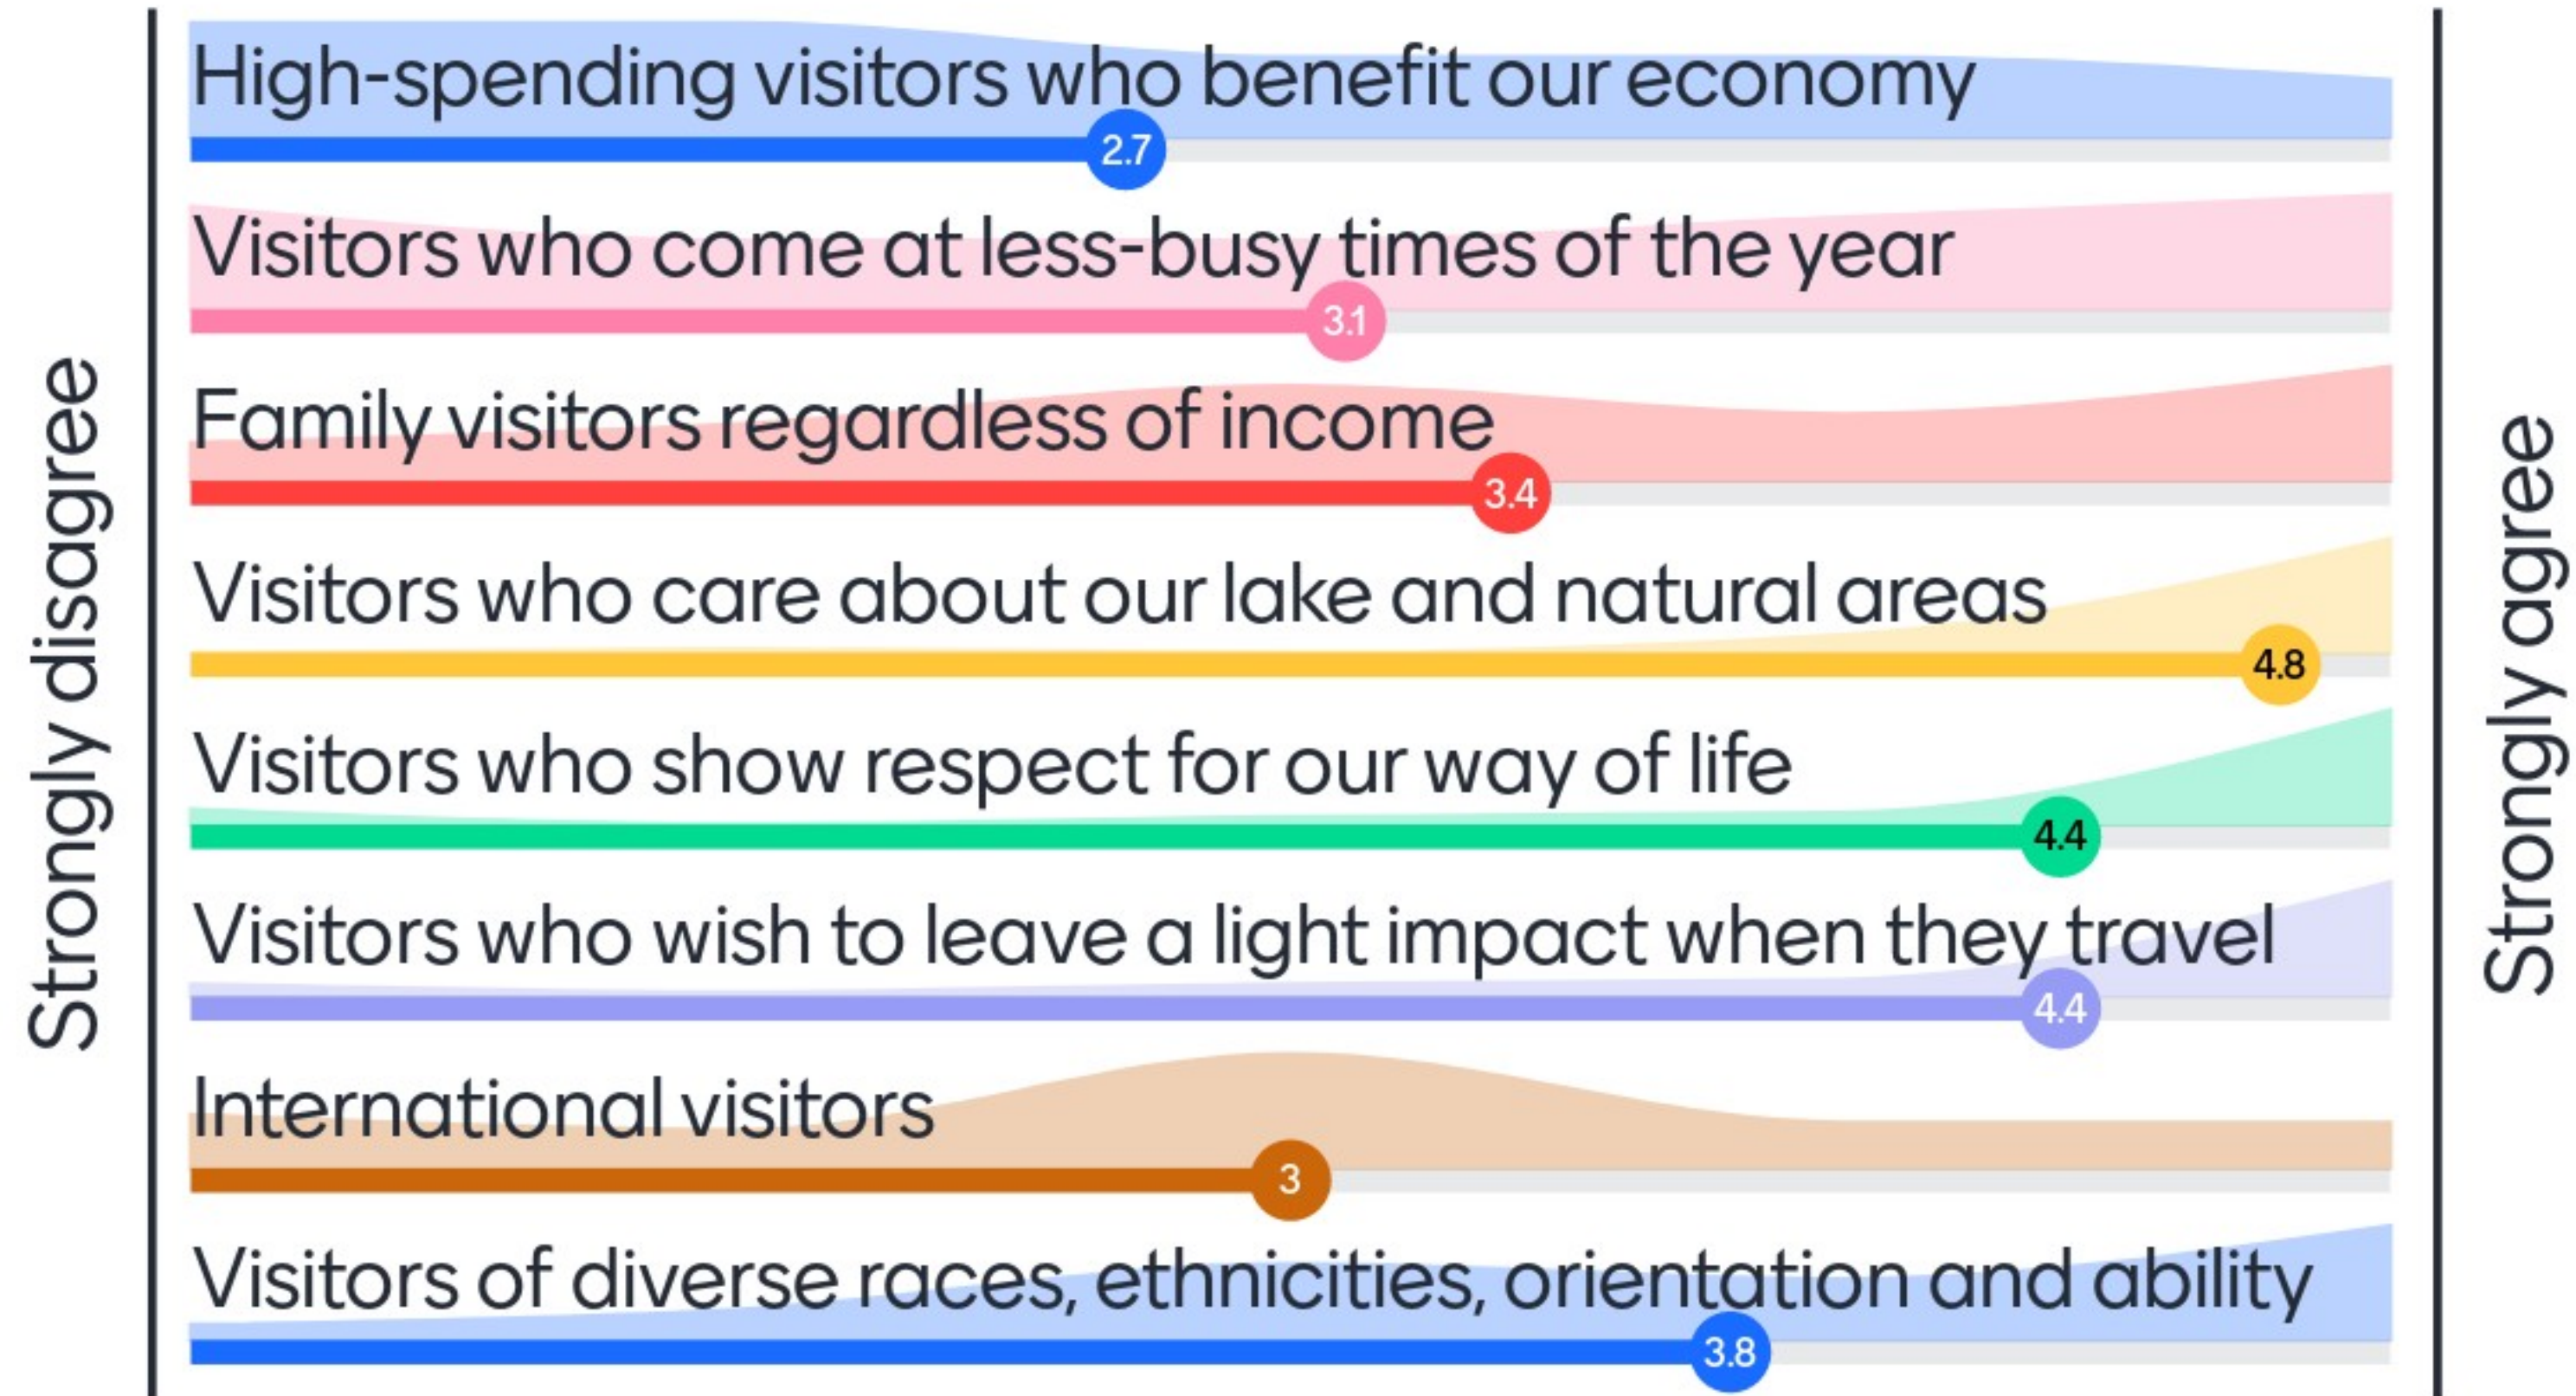 Strongly disagree
High-spending visitors who benefit our economy
2.7
Visitors who come at less-busy times of the year
3.1
Family visitors regardless of income
3.4
Visitors who care about our lake and natural areas
4.8
Visitors who show respect for our way of life
4.4
Visitors who wish to leave a light impact when they travel
4.4
International visitors
3
Visitors of diverse races, ethnicities, orientation and ability
3.8
Strongly agree